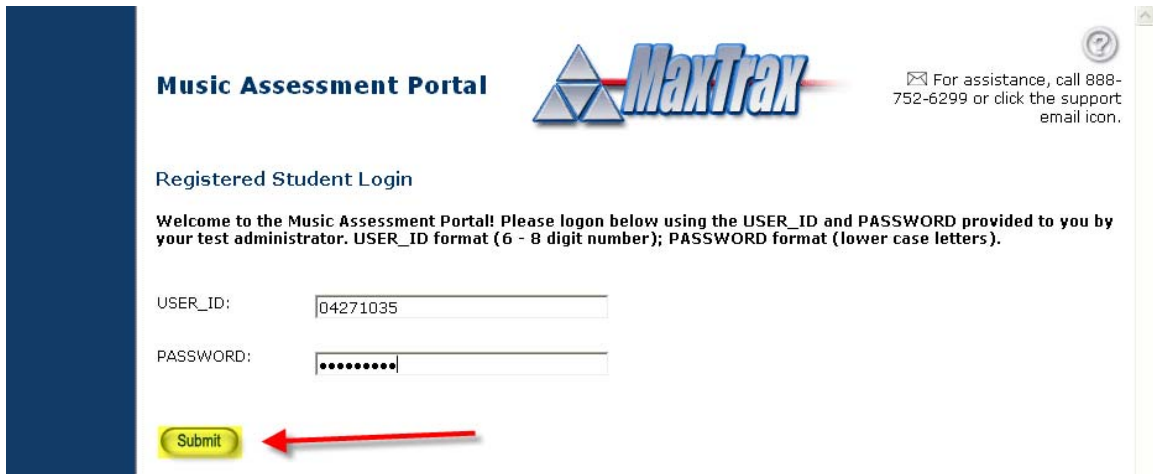 Music Assessment Portal
MaxTrax
?
For assistance, call 888-
752-6299 or click the support
email icon.
Registered Student Login
Welcome to the Music Assessment Portal! Please logon below using the USER_ID and PASSWORD provided to you by
your test administrator. USER_ID format (6 - 8 digit number); PASSWORD format (lower case letters).
USER_ID: 04271035
PASSWORD: •••••••••
Submit